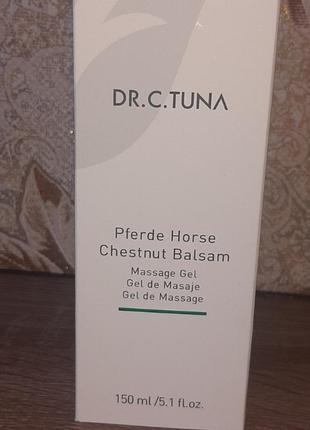 DR.C.TUNA
Pferde Horse
Chestnut Balsam
Massage Gel
Gel de Masaje
Gel de Massage
150 ml /5.1 fl.oz.